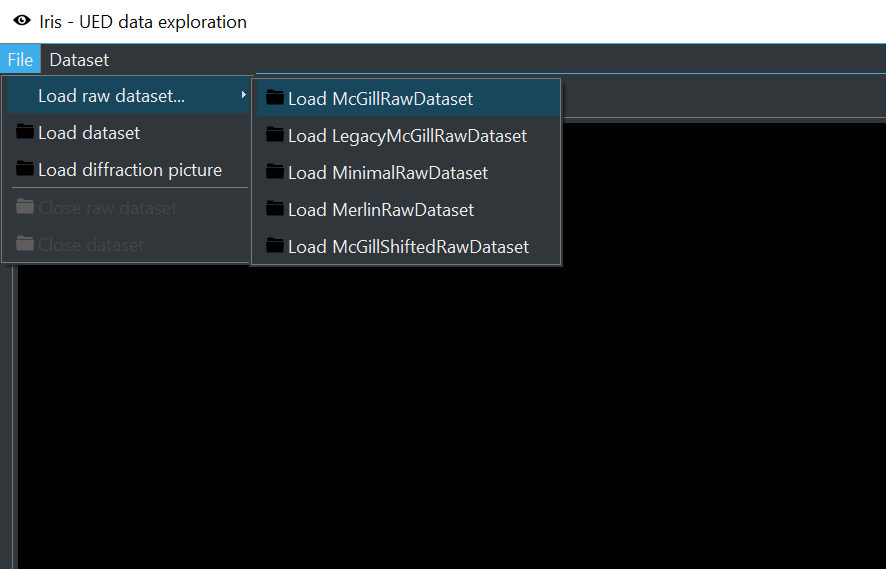 Iris - UED data exploration
File Dataset
Load raw dataset...
Load dataset
Load diffraction picture
Close raw dataset
Close dataset
Load McGillRawDataset
Load LegacyMcGillRawDataset
Load MinimalRawDataset
Load MerlinRawDataset
Load McGillShiftedRawDataset